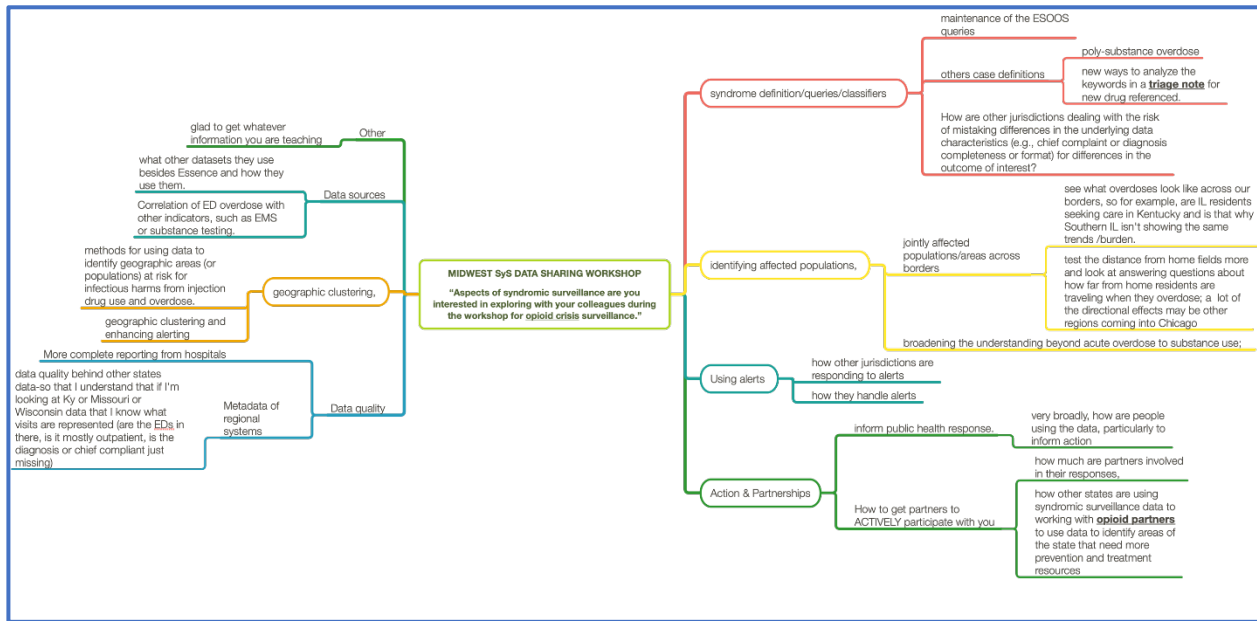 MIDWEST SyS DATA SHARING WORKSHOP
“Aspects of syndromic surveillance are you
interested in exploring with your colleagues during
the workshop for opioid crisis surveillance.”
syndrome definition/queries/classifiers
maintenance of the ESOOS
queries
others case definitions
poly-substance overdose
new ways to analyze the
keywords in a triage note for
new drug referenced.
How are other jurisdictions dealing with the risk
of mistaking differences in the underlying data
characteristics (e.g., chief complaint or diagnosis
completeness or format) for differences in the
outcome of interest?
identifying affected populations,
jointly affected
populations/areas across
borders
see what overdoses look like across our
borders, so for example, are IL residents
seeking care in Kentucky and is that why
Southern IL isn't showing the same
trends /burden.
test the distance from home fields more
and look at answering questions about
how far from home residents are
traveling when they overdose; a lot of
the directional effects may be other
regions coming into Chicago
broadening the understanding beyond acute overdose to substance use;
Using alerts
how other jurisdictions are
responding to alerts
how they handle alerts
Action & Partnerships
inform public health response.
very broadly, how are people
using the data, particularly to
inform action
How to get partners to
ACTIVELY participate with you
how much are partners involved
in their responses,
how other states are using
syndromic surveillance data to
working with opioid partners
to use data to identify areas of
the state that need more
prevention and treatment
resources
Other
glad to get whatever
information you are teaching
Data sources
what other datasets they use
besides Essence and how they
use them.
Correlation of ED overdose with
other indicators, such as EMS
or substance testing.
geographic clustering,
methods for using data to
identify geographic areas (or
populations) at risk for
infectious harms from injection
drug use and overdose.
geographic clustering and
enhancing alerting
Data quality
More complete reporting from hospitals
Metadata of
regional
systems
data quality behind other states
data-so that I understand that if I'm
looking at Ky or Missouri or
Wisconsin data that I know what
visits are represented (are the EDs in
there, is it mostly outpatient, is the
diagnosis or chief compliant just
missing)